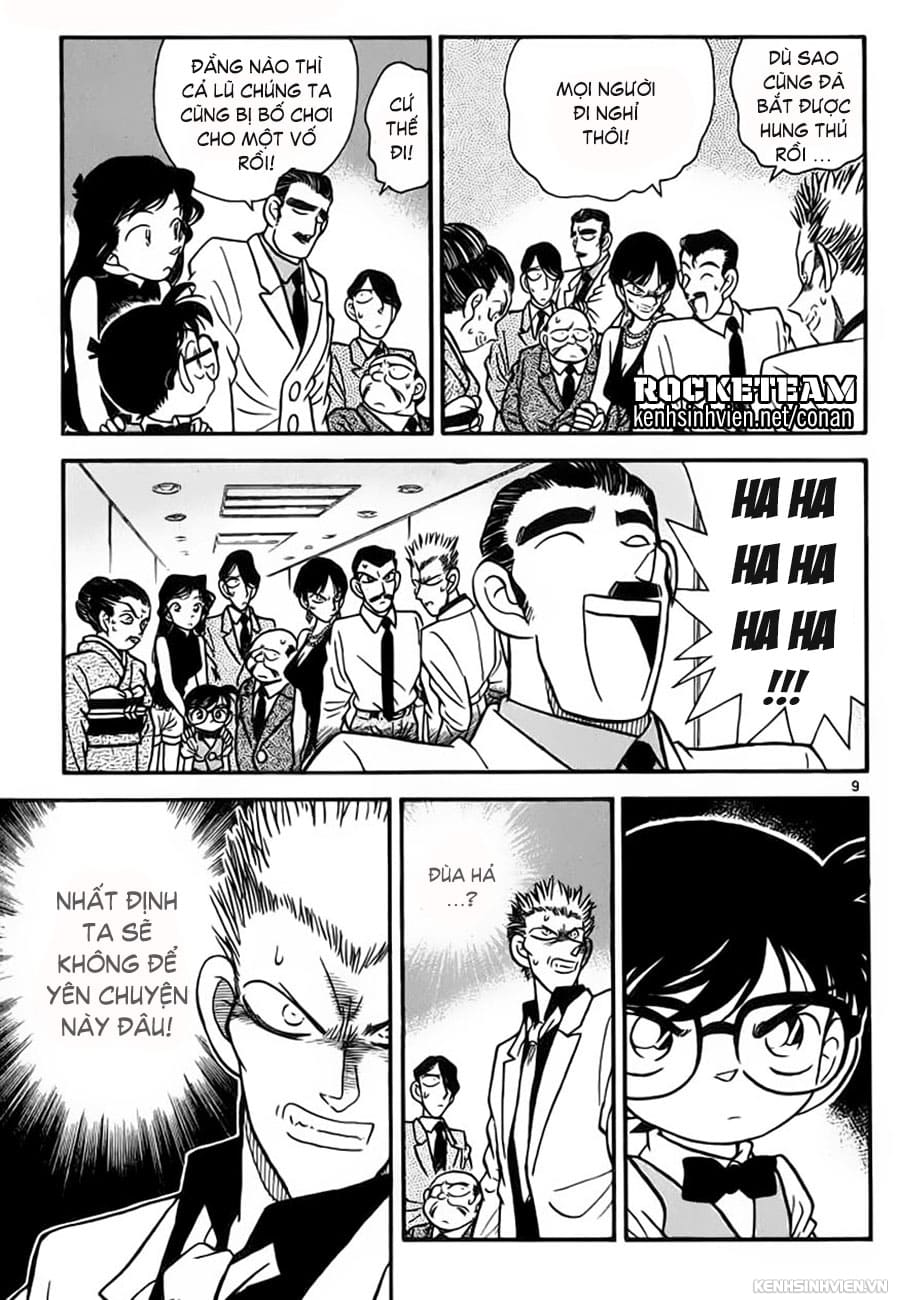 DÙ SAO
CŨNG ĐÃ
BẮT ĐƯỢC
HUNG THỦ
RỒI ...
MỌI NGƯỜI
ĐI NGHỈ
THÔI!
ROCKETEAM
kenhsinhvien.net/conan
CỨ
THẾ
ĐI!
ĐẰNG NÀO THÌ
CẢ LŨ CHÚNG TA
CŨNG BỊ BỐ CHƠI
CHO MỘT VỐ
RỒI!
HA HA
HA HA
HA HA
!!!
9
ĐÙA HẢ
...?
NHẤT ĐỊNH
TA SẼ
KHÔNG ĐỂ
YÊN CHUYỆN
NÀY ĐÂU!
KENHSINHVIEN.VN